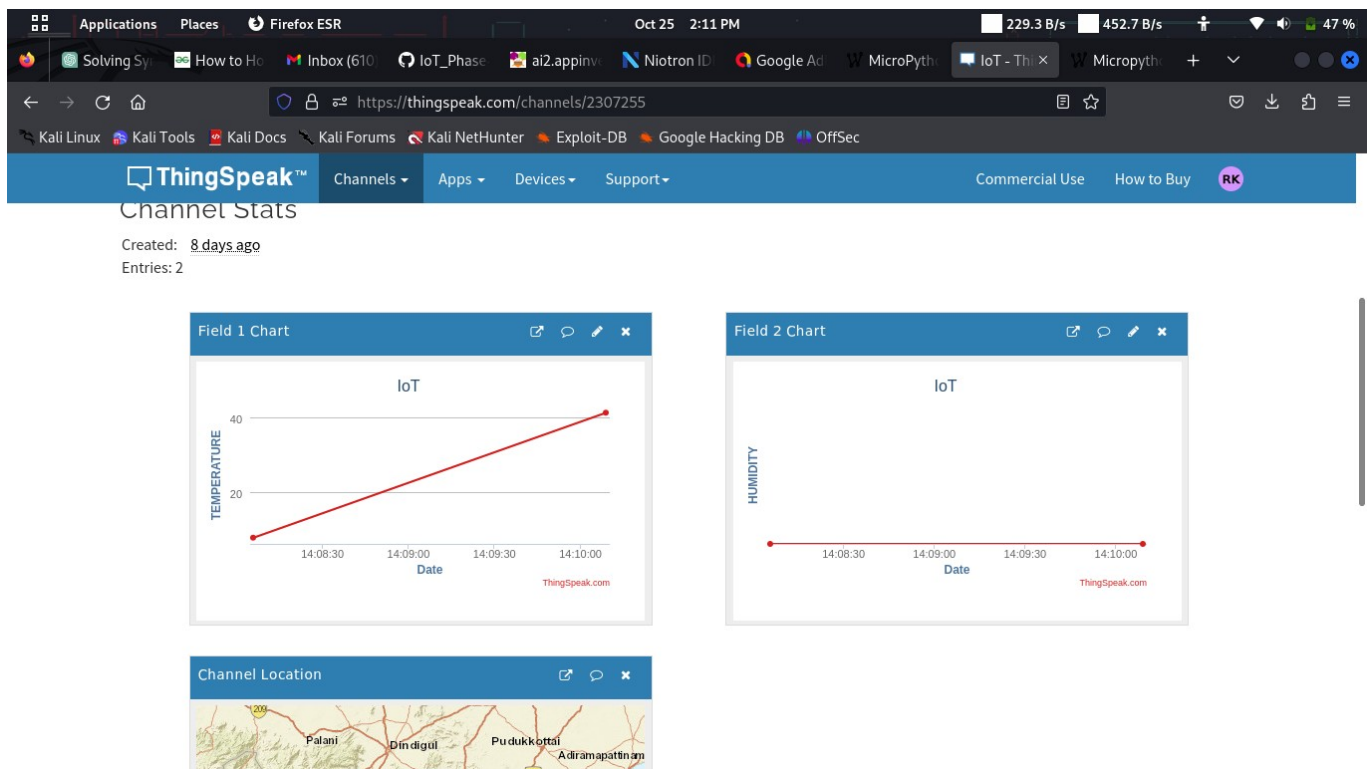 Applications Places Firefox ESR Oct 25 2:11 PM 229.3 B/s 452.7 B/s 47 %
Solving Sy How to Ho Inbox (610) IoT_Phase ai2.appinv Niotron ID Google Ad MicroPyth IoT - Thi Micropyth
https://thingspeak.com/channels/2307255
Kali Linux Kali Tools Kali Docs Kali Forums Kali NetHunter Exploit-DB Google Hacking DB OffSec
ThingSpeak™ Channels Apps Devices Support Commercial Use How to Buy RK
Channel Stats
Created: 8 days ago
Entries: 2
Field 1 Chart
IoT
40
20
TEMPERATURE
14:08:30 14:09:00 14:09:30 14:10:00
Date
ThingSpeak.com
Field 2 Chart
IoT
HUMIDITY
14:08:30 14:09:00 14:09:30 14:10:00
Date
ThingSpeak.com
Channel Location
209
Palani
Dindigul
Pudukkottai
Adiramapattinam